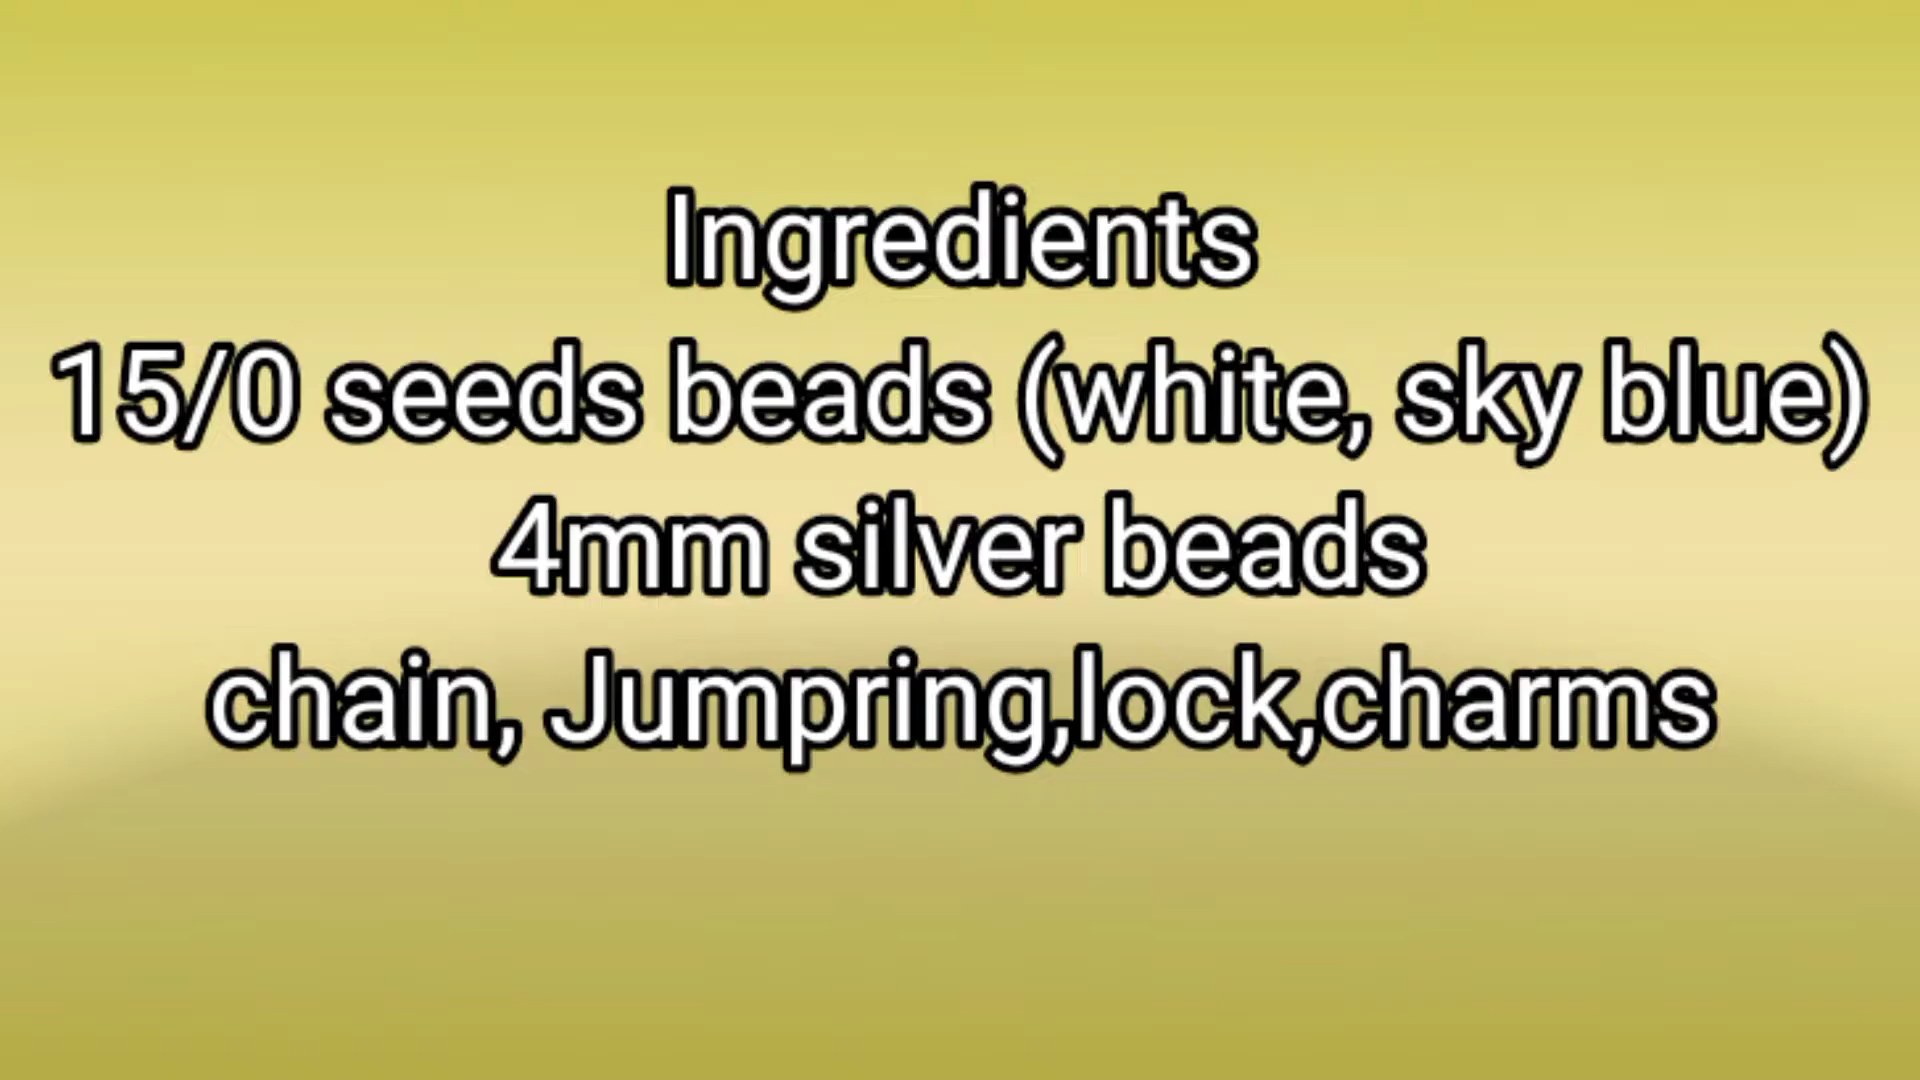 Ingredients
15/0 seeds beads (white, sky blue)
4mm silver beads
chain, Jumpring,lock,charms